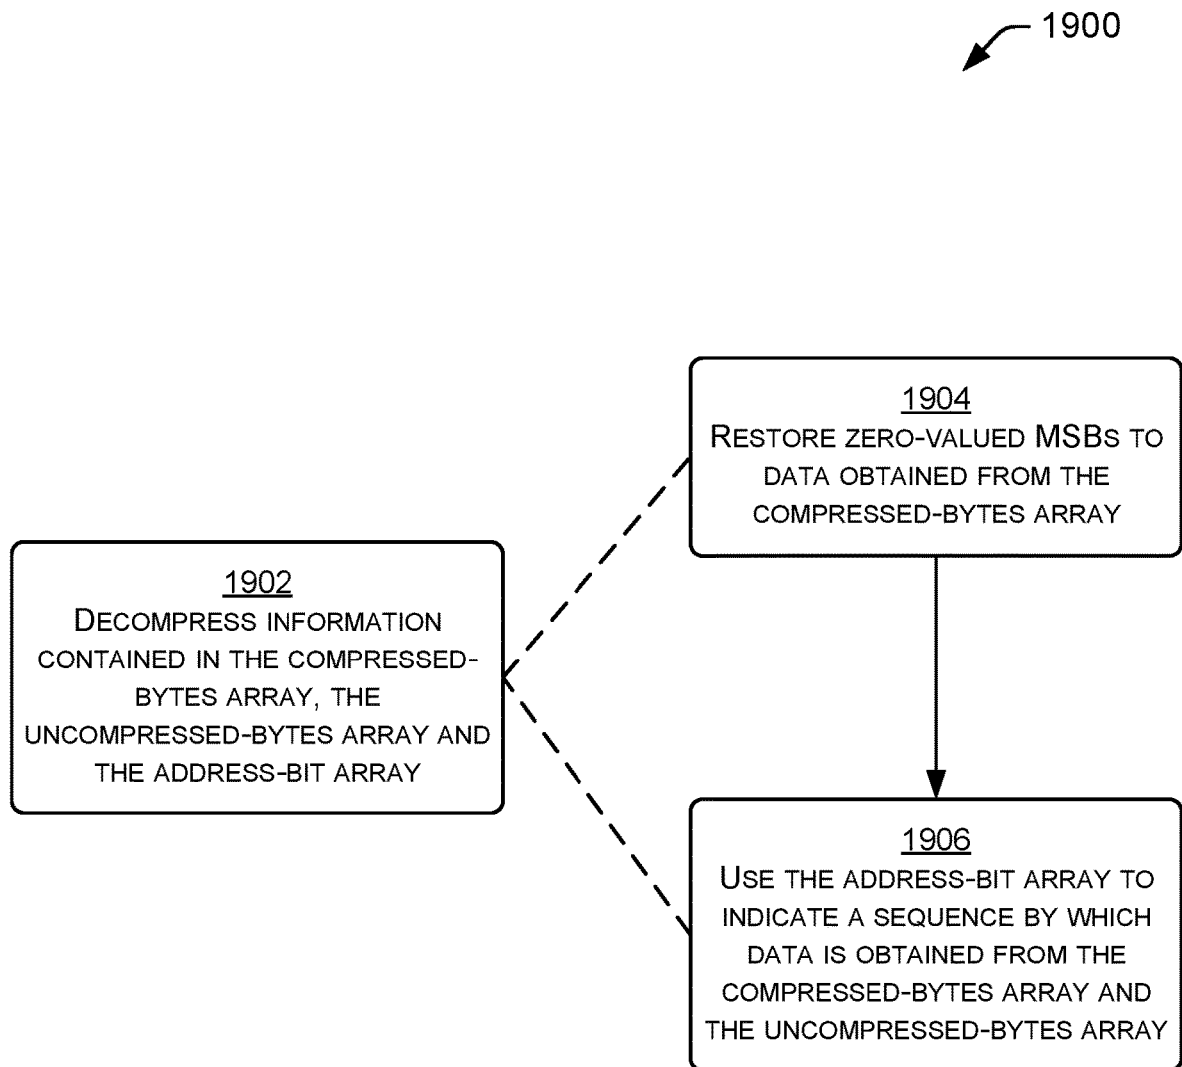 1900
1904
RESTORE ZERO-VALUED MSBS TO
DATA OBTAINED FROM THE
COMPRESSED-BYTES ARRAY
1902
DECOMPRESS INFORMATION
CONTAINED IN THE COMPRESSED-
BYTES ARRAY, THE
UNCOMPRESSED-BYTES ARRAY AND
THE ADDRESS-BIT ARRAY
1906
USE THE ADDRESS-BIT ARRAY TO
INDICATE A SEQUENCE BY WHICH
DATA IS OBTAINED FROM THE
COMPRESSED-BYTES ARRAY AND
THE UNCOMPRESSED-BYTES ARRAY